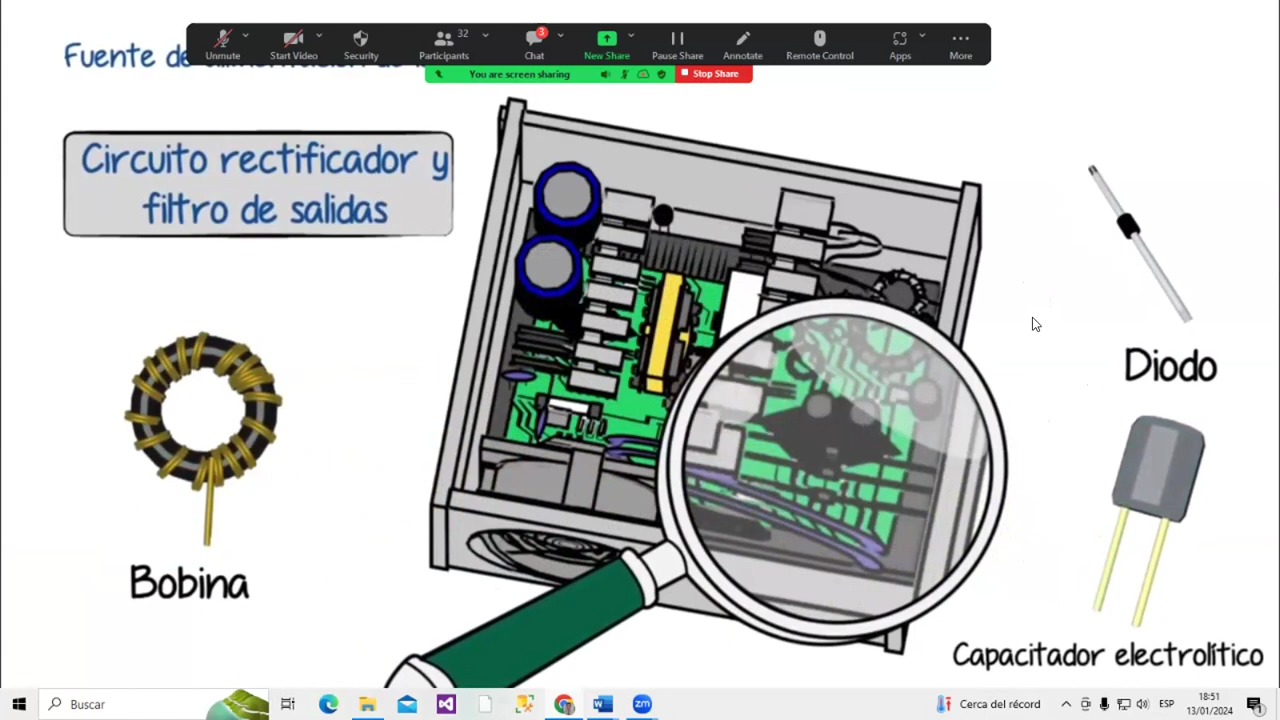 32
3
Unmute
Start Video
Security
Participants
Chat
New Share
Pause Share
Annotate
Remote Control
Apps
More
Fuente de
You are screen sharing
Stop Share
Circuito rectificador y
filtro de salidas
Diodo
Bobina
Capacitador electrolítico
Buscar
Cerca del récord
ESP
18:51
13/01/2024
1